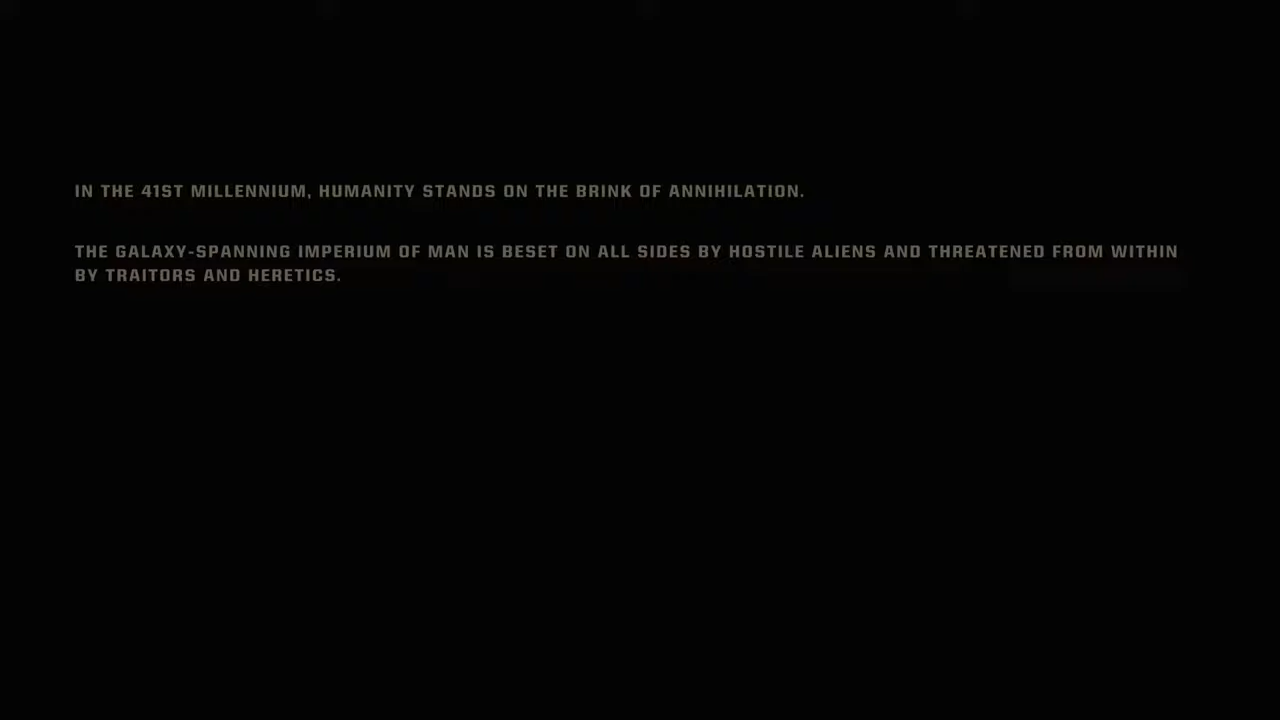 IN THE 41ST MILLENNIUM, HUMANITY STANDS ON THE BRINK OF ANNIHILATION.
THE GALAXY-SPANNING IMPERIUM OF MAN IS BESET ON ALL SIDES BY HOSTILE ALIENS AND THREATENED FROM WITHIN
BY TRAITORS AND HERETICS.